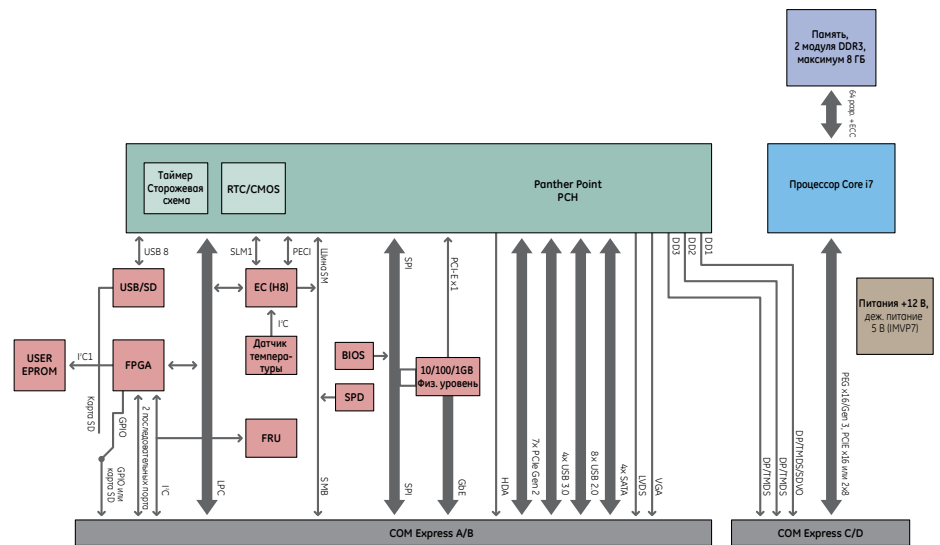 Память,
2 модуля DDR3,
максимум 8 ГБ
64 разр. +ECC
Таймер
Сторожевая
схема
RTC/CMOS
Panther Point
PCH
Процессор Core i7
USB 8
SLM1
PECI
Шина SM
SPI
PCI-E x1
DD3
DD2
DD1
USB/SD
EC (H8)
I²C
Питания +12 В,
деж. питание
5 В (IMVP7)
USER
EPROM
I²C1
FPGA
Датчик
темпера-
туры
BIOS
10/100/1GB
Физ. уровень
SPD
Карта SD
GPIO
2 последовательных порта
FRU
GPIO или
карта SD
I²C
LPC
SMB
SPI
GbE
HDA
7x PCIe Gen 2
4x USB 3.0
8x USB 2.0
4x SATA
LVDS
VGA
DP/TMDS
DP/TMDS
DP/TMDS/SDVO
PEG x16/Gen 3, PCIE x16 или 2x8
COM Express A/B
COM Express C/D